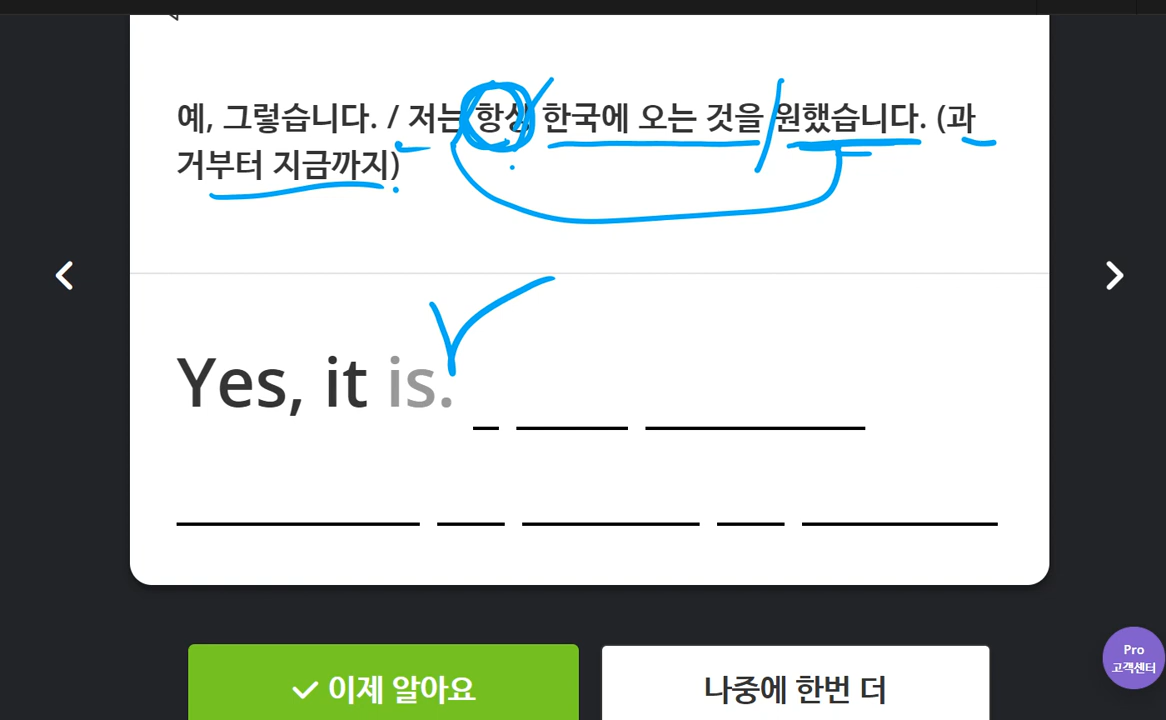 예, 그렇습니다. / 저는 항상 한국에 오는 것을 원했습니다. (과
거부터 지금까지)
Yes, it is.
이제 알아요
나중에 한번 더
Pro
고객센터